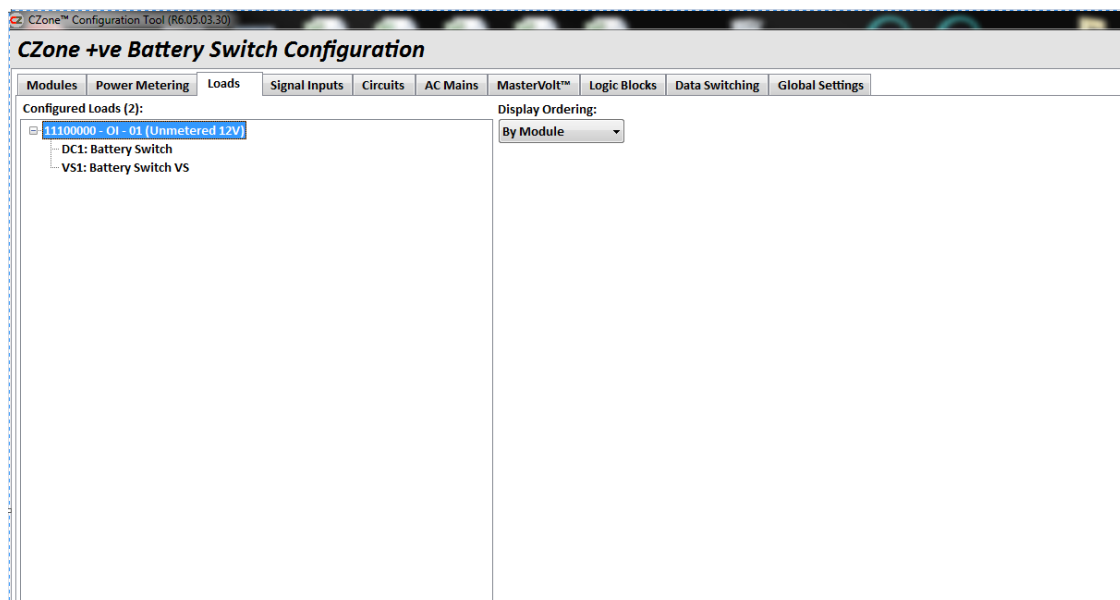 CZ CZone™ Configuration Tool (R6.05.03.30)
CZone +ve Battery Switch Configuration
Modules Power Metering Loads Signal Inputs Circuits AC Mains MasterVolt™ Logic Blocks Data Switching Global Settings
Configured Loads (2): Display Ordering:
11100000 - OI - 01 (Unmetered 12V) By Module
DC1: Battery Switch
VS1: Battery Switch VS